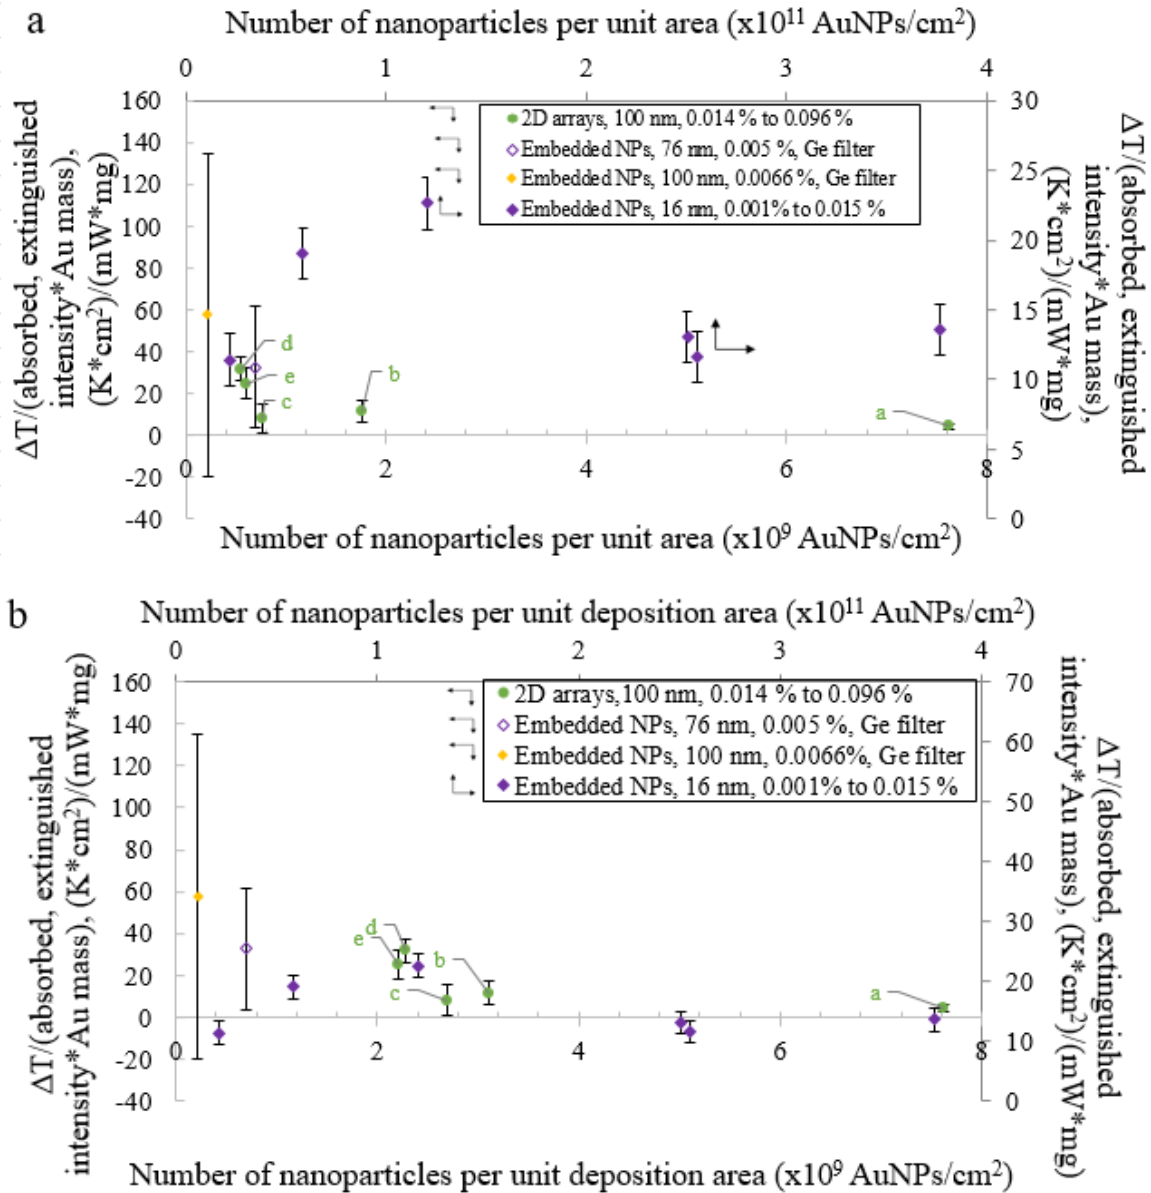 a
Number of nanoparticles per unit area (x10¹¹ AuNPs/cm²)
0 1 2 3 4
ΔT/(absorbed, extinguished
intensity*Au mass),
(K*cm²)/(mW*mg)
160
140
120
100
80
60
40
20
0
-20
-40
2D arrays, 100 nm, 0.014 % to 0.096 %
Embedded NPs, 76 nm, 0.005 %, Ge filter
Embedded NPs, 100 nm, 0.0066 %, Ge filter
Embedded NPs, 16 nm, 0.001% to 0.015 %
d
e
c
b
a
30
25
20
15
10
5
0
ΔT/(absorbed, extinguished
intensity*Au mass),
(K*cm²)/(mW*mg)
0 2 4 6 8
Number of nanoparticles per unit area (x10⁹ AuNPs/cm²)
b
Number of nanoparticles per unit deposition area (x10¹¹ AuNPs/cm²)
0 1 2 3 4
ΔT/(absorbed, extinguished
intensity*Au mass), (K*cm²)/(mW*mg)
160
140
120
100
80
60
40
20
0
-20
-40
2D arrays,100 nm, 0.014 % to 0.096 %
Embedded NPs, 76 nm, 0.005 %, Ge filter
Embedded NPs, 100 nm, 0.0066%, Ge filter
Embedded NPs, 16 nm, 0.001% to 0.015 %
d
e
b
c
a
70
60
50
40
30
20
10
0
ΔT/(absorbed, extinguished
intensity*Au mass), (K*cm²)/(mW*mg)
0 2 4 6 8
Number of nanoparticles per unit deposition area (x10⁹ AuNPs/cm²)